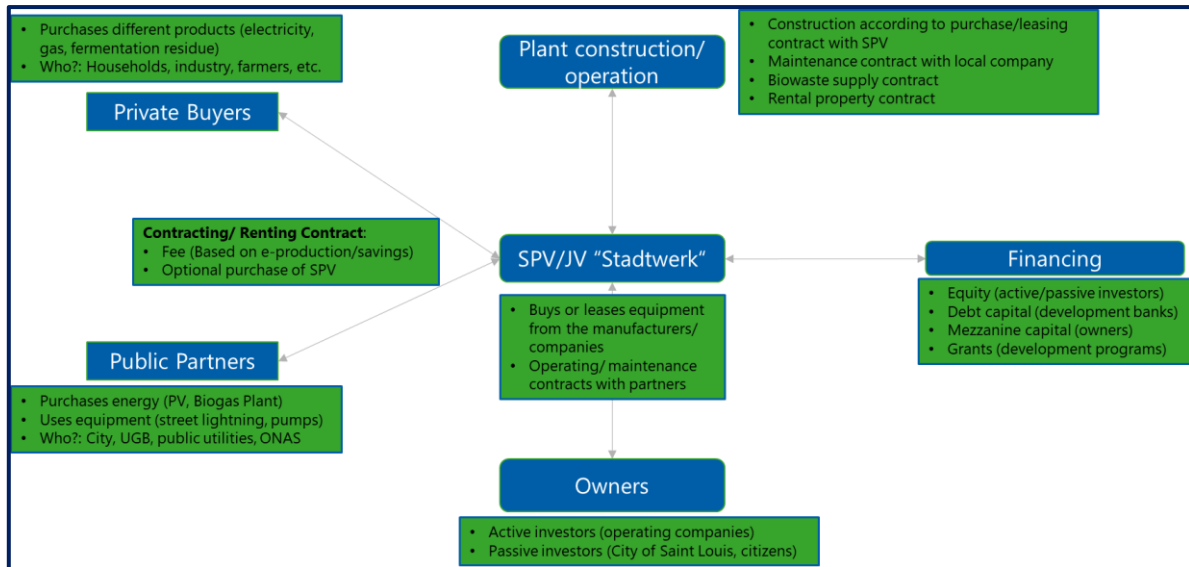 • Purchases different products (electricity,
gas, fermentation residue)
• Who?: Households, industry, farmers, etc.
Private Buyers
Plant construction/
operation
• Construction according to purchase/leasing
contract with SPV
• Maintenance contract with local company
• Biowaste supply contract
• Rental property contract
Contracting/ Renting Contract:
• Fee (Based on e-production/savings)
• Optional purchase of SPV
SPV/JV "Stadtwerk"
• Buys or leases equipment
from the manufacturers/
companies
• Operating/ maintenance
contracts with partners
Financing
• Equity (active/passive investors)
• Debt capital (development banks)
• Mezzanine capital (owners)
• Grants (development programs)
Public Partners
• Purchases energy (PV, Biogas Plant)
• Uses equipment (street lightning, pumps)
• Who?: City, UGB, public utilities, ONAS
Owners
• Active investors (operating companies)
• Passive investors (City of Saint Louis, citizens)